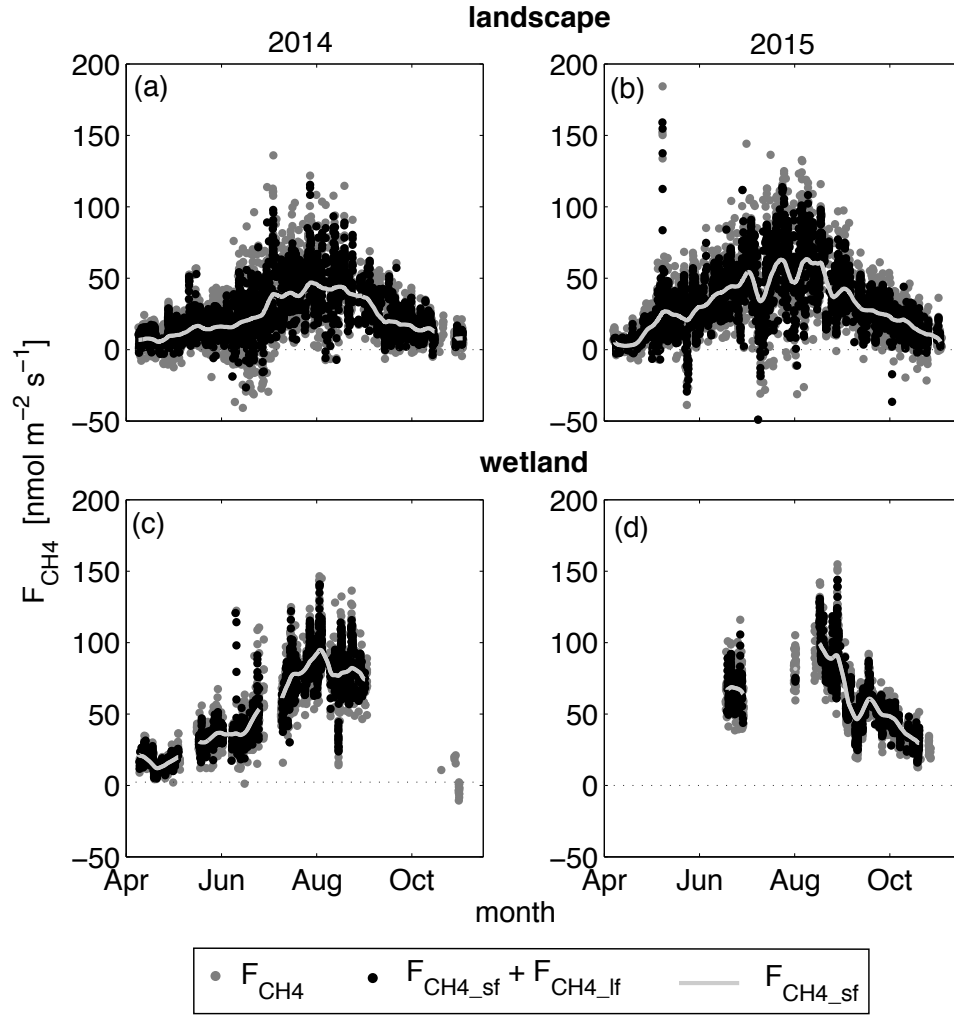 landscape
2014 2015
(a) (b)
200 200
150 150
100 100
50 50
0 0
−50 −50
wetland
(c) (d)
200 200
150 150
100 100
50 50
0 0
−50 −50
F_CH4 [nmol m⁻² s⁻¹]
Apr Jun Aug Oct Apr Jun Aug Oct
month
F_CH4 F_CH4_sf + F_CH4_lf F_CH4_sf